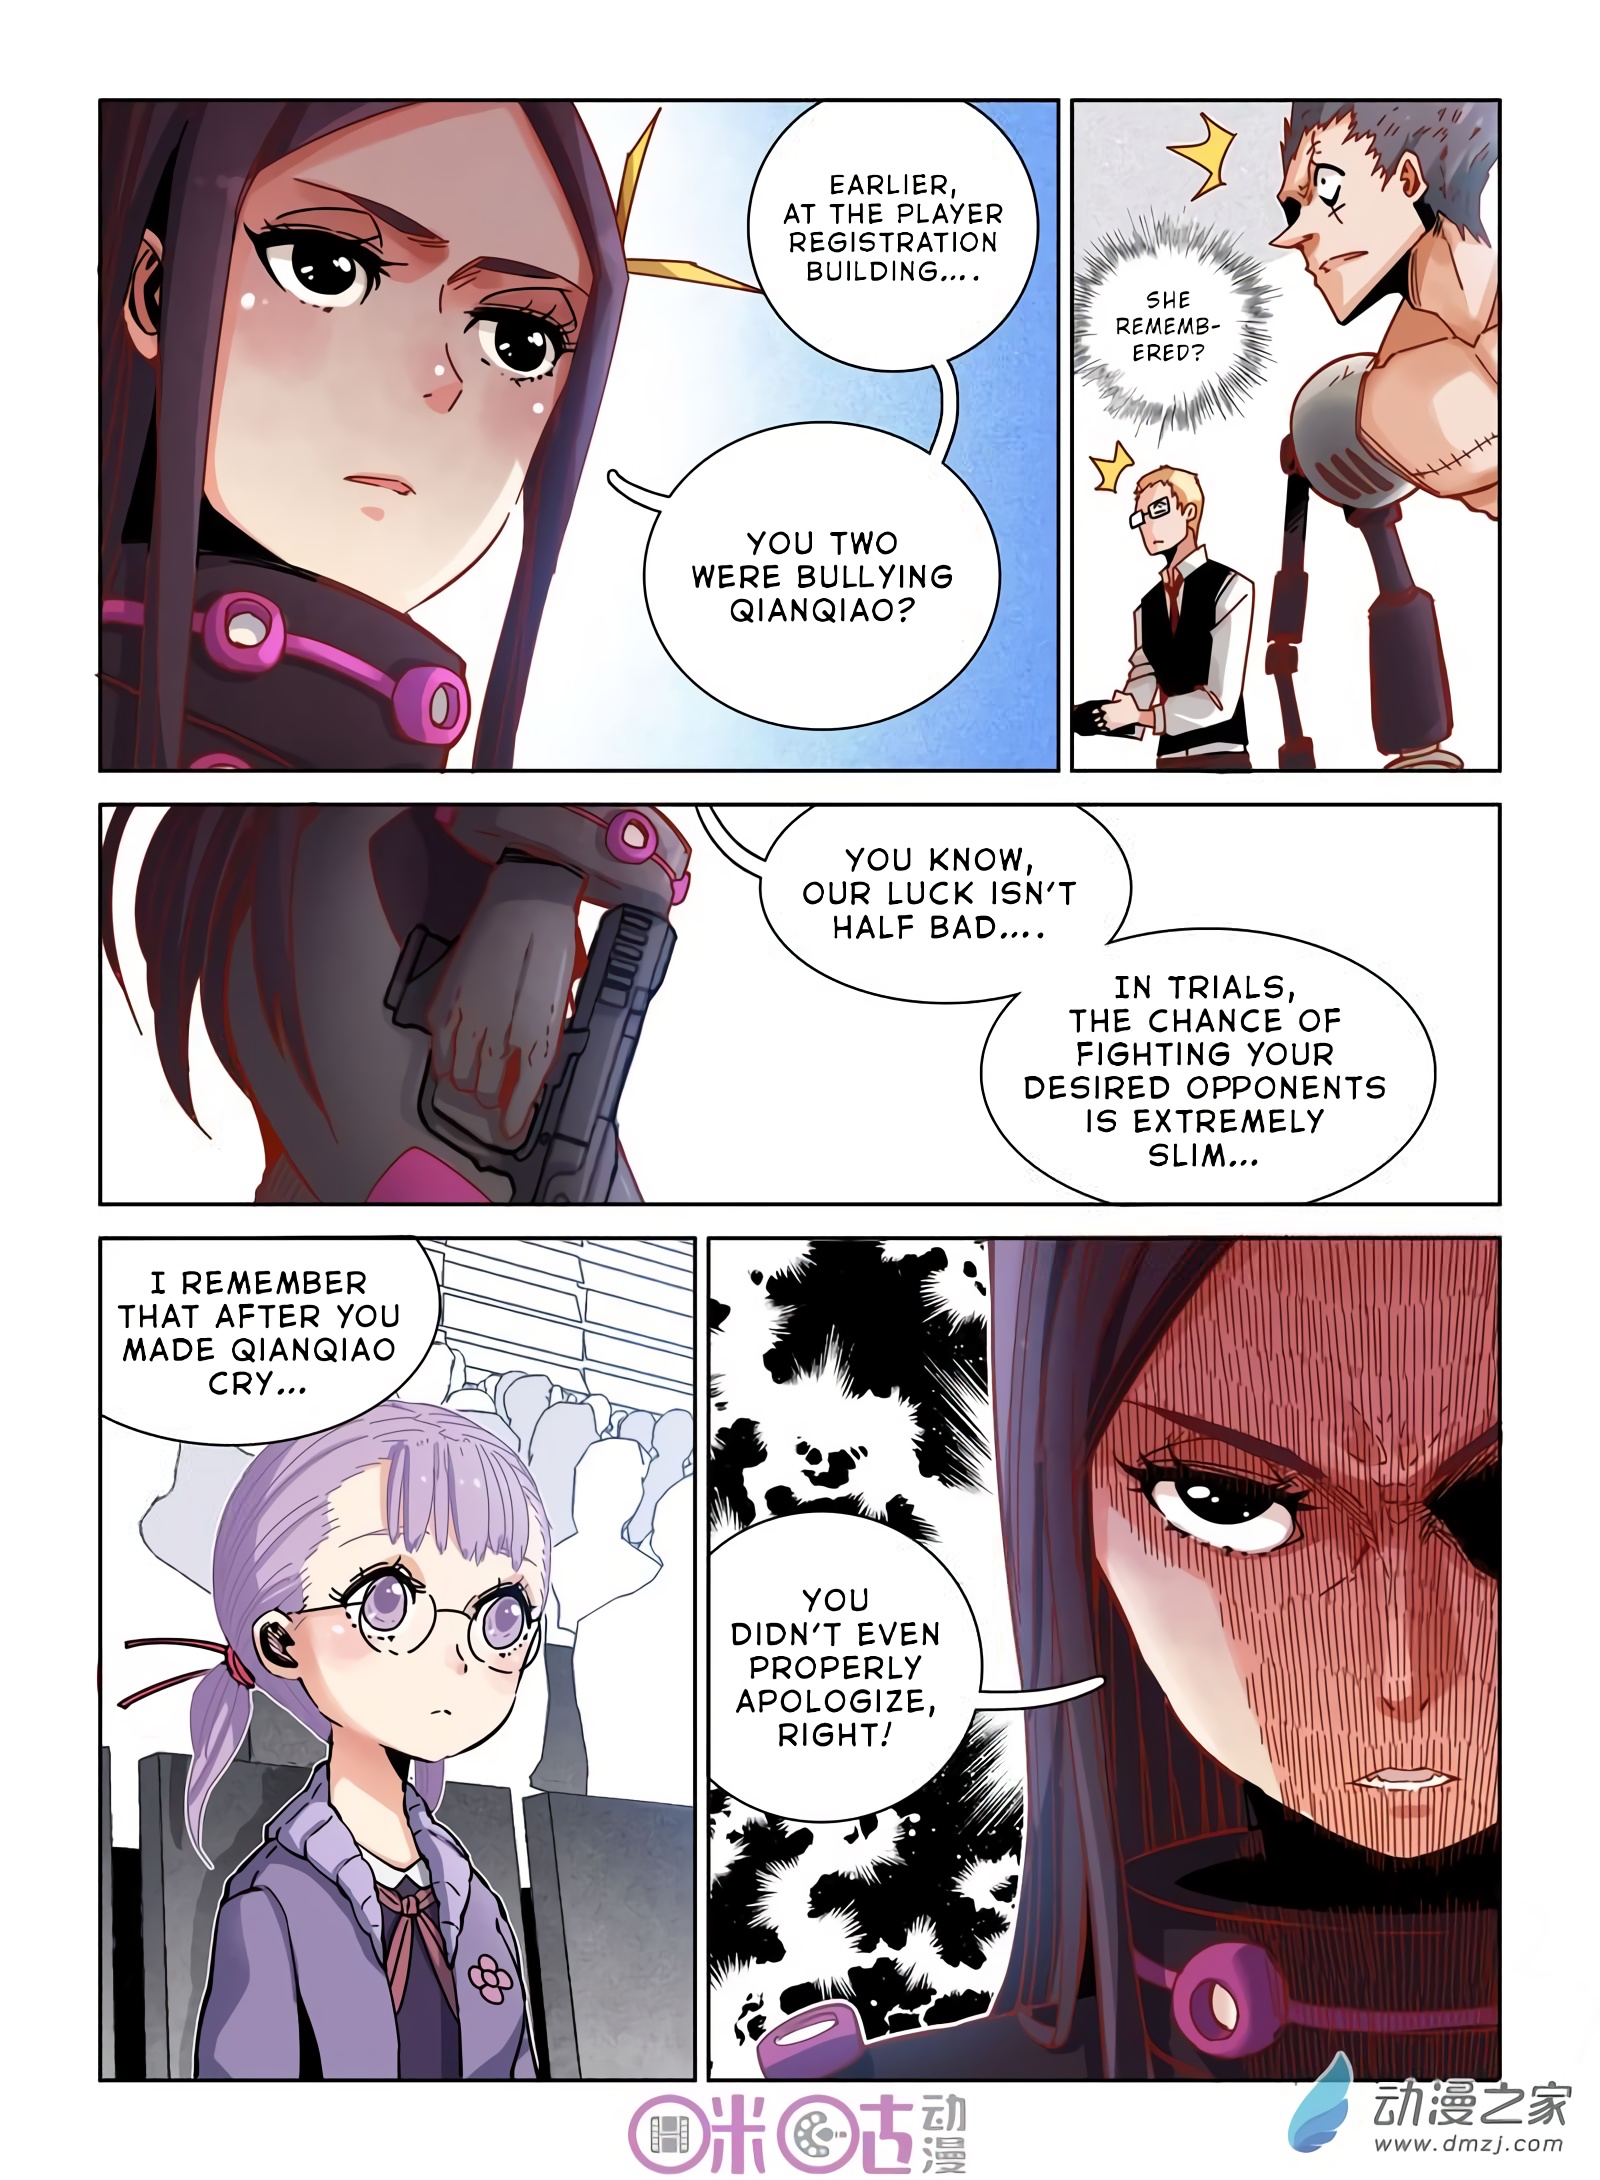 EARLIER,
AT THE PLAYER
REGISTRATION
BUILDING....
YOU TWO
WERE BULLYING
QIANQIAO?
SHE
REMEMB-
ERED?
YOU KNOW,
OUR LUCK ISN'T
HALF BAD....
IN TRIALS,
THE CHANCE OF
FIGHTING YOUR
DESIRED OPPONENTS
IS EXTREMELY
SLIM...
I REMEMBER
THAT AFTER YOU
MADE QIANQIAO
CRY...
YOU
DIDN'T EVEN
PROPERLY
APOLOGIZE,
RIGHT!
咪咕动漫
动漫之家
www.dmzj.com